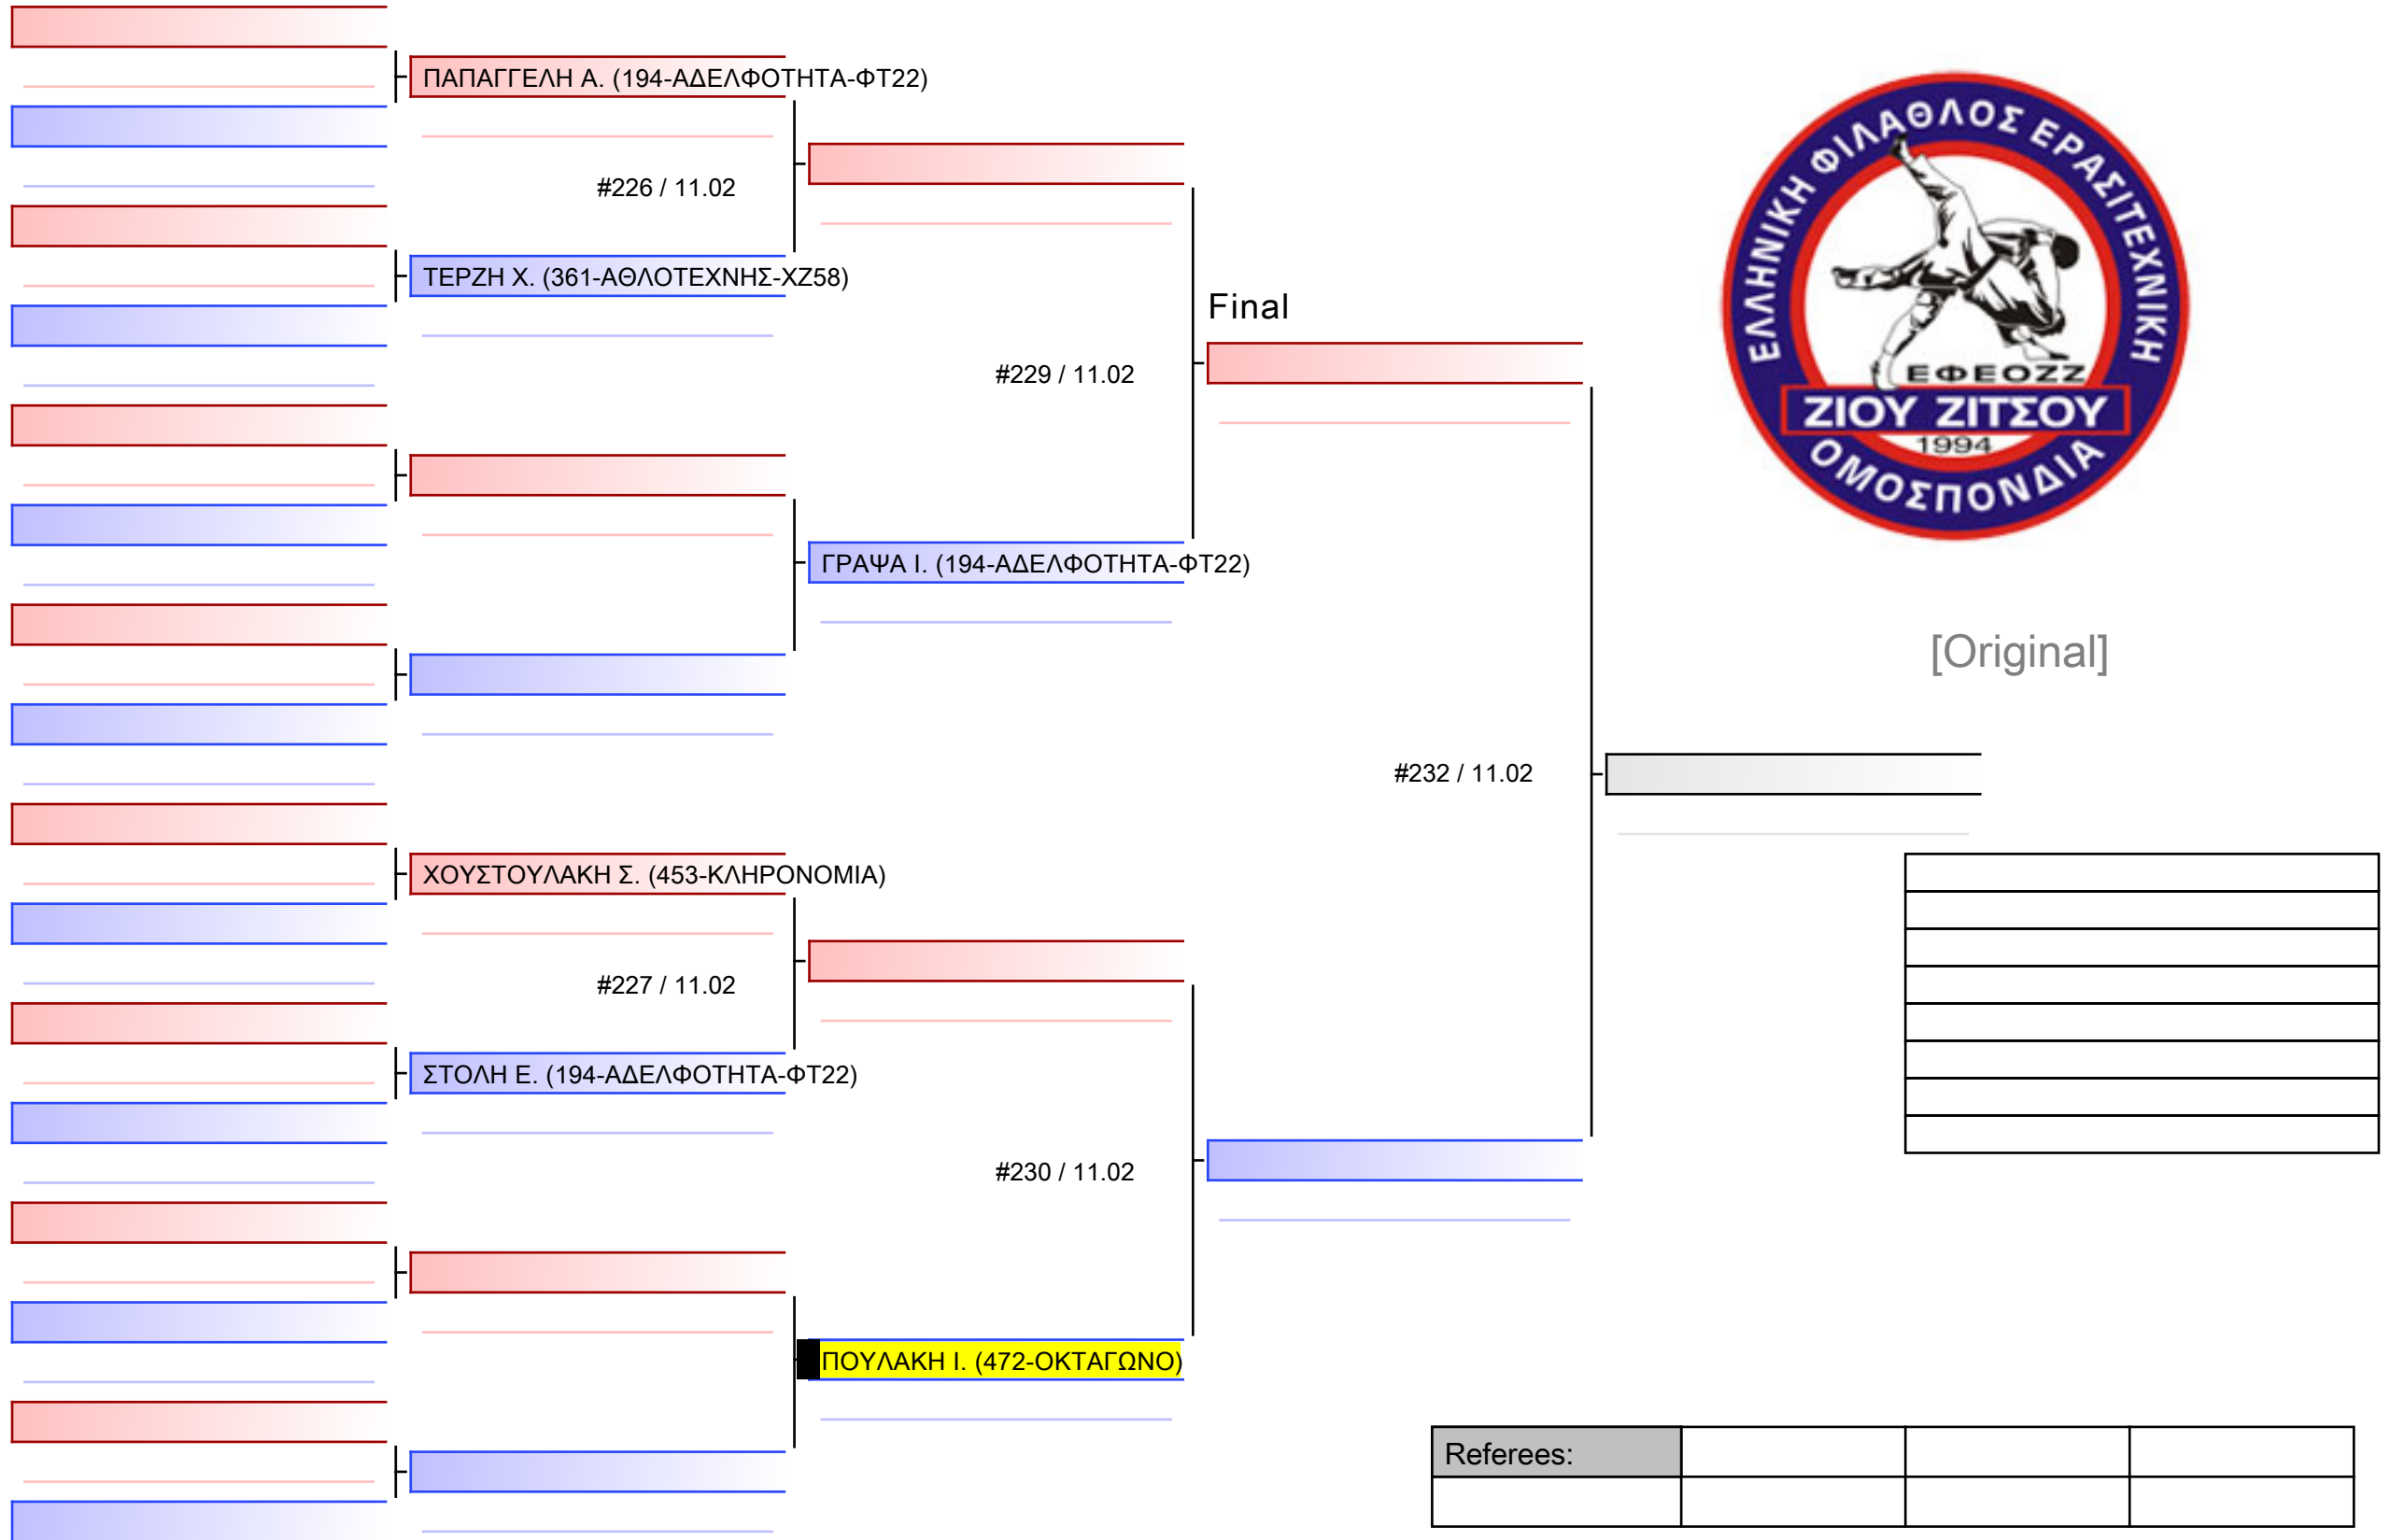 ΠΑΠΑΓΓΕΛΗ Α. (194-ΑΔΕΛΦΟΤΗΤΑ-ΦΤ22)
#226 / 11.02
ΤΕΡΖΗ Χ. (361-ΑΘΛΟΤΕΧΝΗΣ-ΧΖ58)
Final
#229 / 11.02
ΓΡΑΨΑ Ι. (194-ΑΔΕΛΦΟΤΗΤΑ-ΦΤ22)
ΕΛΛΗΝΙΚΗ ΦΙΛΑΘΛΟΣ ΕΡΑΣΙΤΕΧΝΙΚΗ
ΕΦΕΟΖΖ
ΖΙΟΥ ΖΙΤΣΟΥ
1994
ΟΜΟΣΠΟΝΔΙΑ
[Original]
#232 / 11.02
ΧΟΥΣΤΟΥΛΑΚΗ Σ. (453-ΚΛΗΡΟΝΟΜΙΑ)
#227 / 11.02
ΣΤΟΛΗ Ε. (194-ΑΔΕΛΦΟΤΗΤΑ-ΦΤ22)
#230 / 11.02
ΠΟΥΛΑΚΗ Ι. (472-ΟΚΤΑΓΩΝΟ)
Referees: